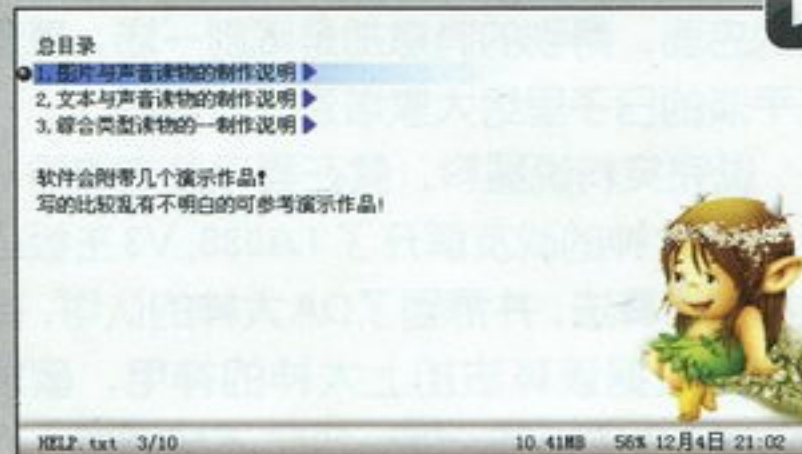 总目录
1.图片与声音读物的制作说明
2.文本与声音读物的制作说明
3.综合类型读物的一制作说明
软件会附带几个演示作品!
写的比较乱有不明白的可参考演示作品!
HELP.txt 3/10 10.41MB 56% 12月4日 21:02